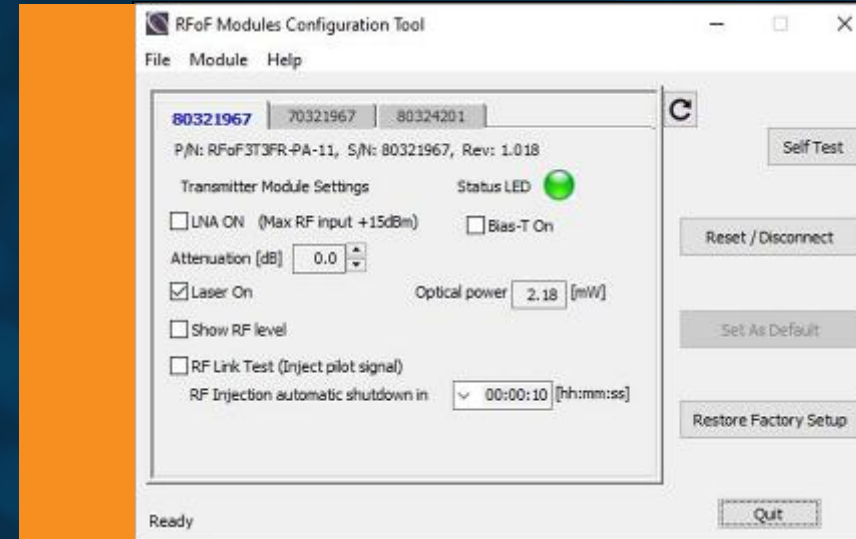 RFoF Modules Configuration Tool
File Module Help
80321967 70321967 80324201
P/N: RFoF3T3FR-PA-11, S/N: 80321967, Rev: 1.018
Self Test
Transmitter Module Settings Status LED
LNA ON (Max RF input +15dBm) Bias-T On
Reset / Disconnect
Attenuation [dB] 0.0
Laser On Optical power 2.18 [mW]
Show RF level
Set As Default
RF Link Test (Inject pilot signal)
RF Injection automatic shutdown in 00:00:10 [hh:mm:ss]
Restore Factory Setup
Ready
Quit